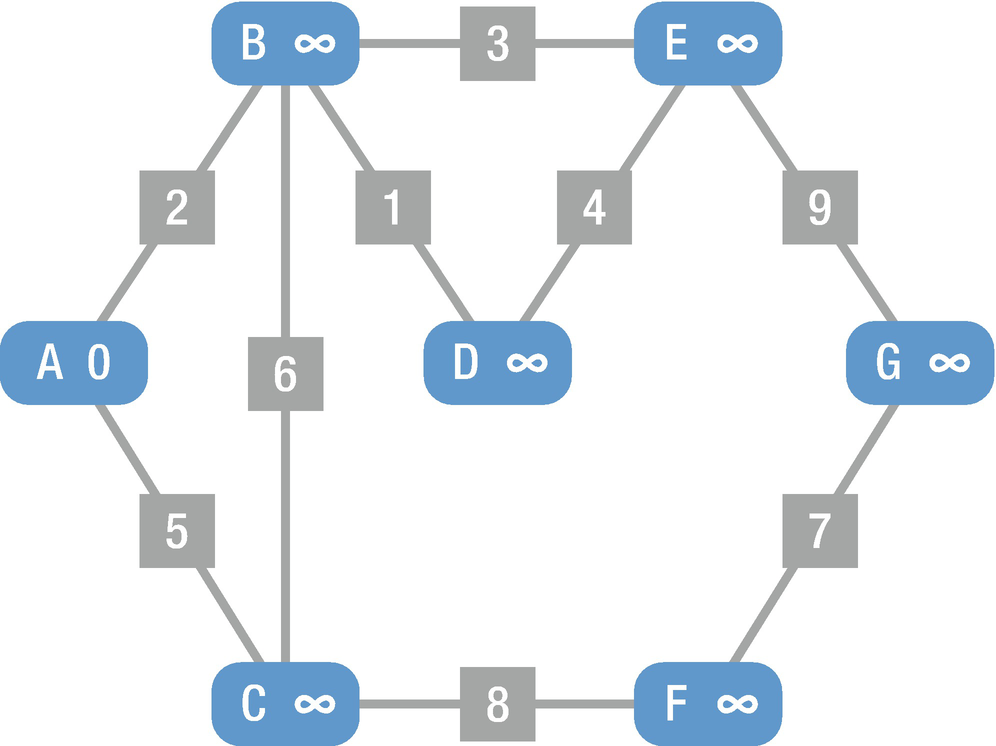 B ∞ 3 E ∞
2 1 4 9
A 0 6 D ∞ G ∞
5 7
C ∞ 8 F ∞